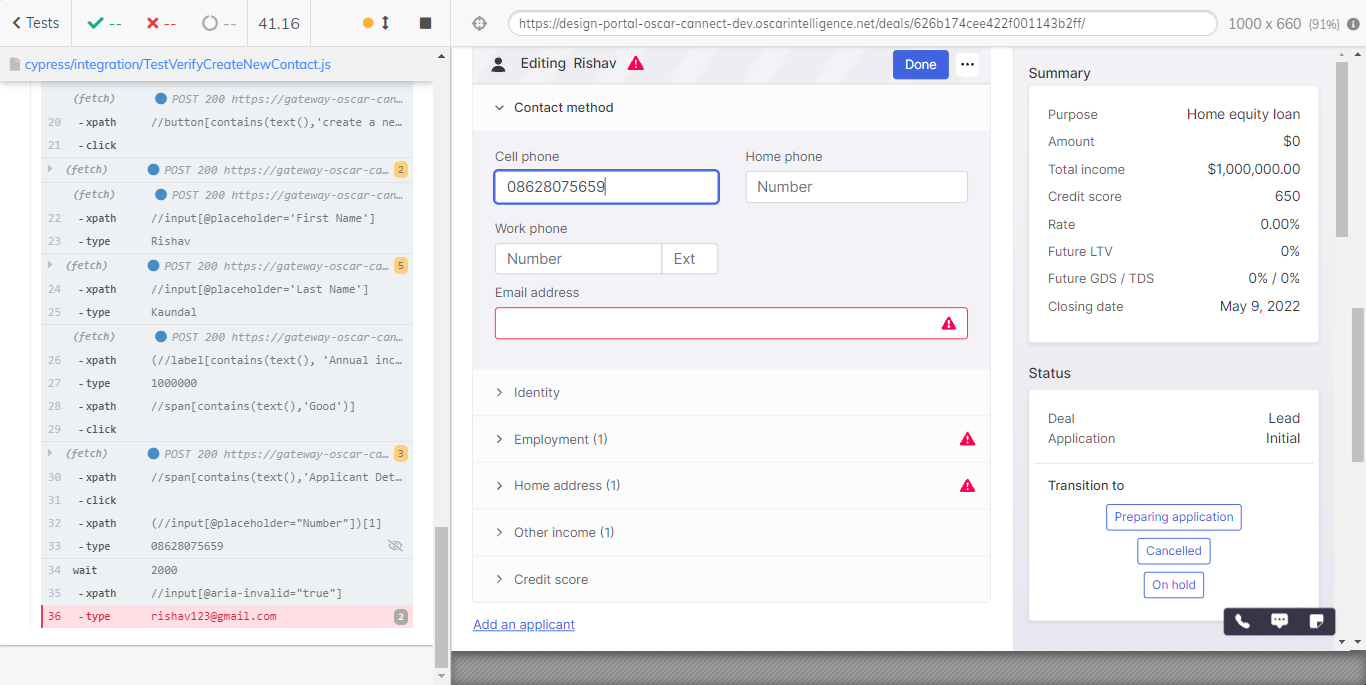 Tests
--
--
--
41.16
https://design-portal-oscar-cannect-dev.oscarintelligence.net/deals/626b174cee422f001143b2ff/
1000 x 660 (91%)
cypress/integration/TestVerifyCreateNewContact.js
(fetch) POST 200 https://gateway-oscar-can…
20 -xpath //button[contains(text(),'create a ne…
21 -click
(fetch) POST 200 https://gateway-oscar-ca… 2
(fetch) POST 200 https://gateway-oscar-can…
22 -xpath //input[@placeholder='First Name']
23 -type Rishav
(fetch) POST 200 https://gateway-oscar-ca… 5
24 -xpath //input[@placeholder='Last Name']
25 -type Kaundal
(fetch) POST 200 https://gateway-oscar-can…
26 -xpath (//label[contains(text(), 'Annual inc…
27 -type 1000000
28 -xpath //span[contains(text(),'Good')]
29 -click
(fetch) POST 200 https://gateway-oscar-ca… 3
30 -xpath //span[contains(text(),'Applicant Det…
31 -click
32 -xpath (//input[@placeholder="Number"])[1]
33 -type 08628075659
34 wait 2000
35 -xpath //input[@aria-invalid="true"]
36 -type rishav123@gmail.com 2
Editing Rishav
Done
Contact method
Cell phone
Home phone
08628075659
Number
Work phone
Number
Ext
Email address
Identity
Employment (1)
Home address (1)
Other income (1)
Credit score
Add an applicant
Summary
Purpose Home equity loan
Amount $0
Total income $1,000,000.00
Credit score 650
Rate 0.00%
Future LTV 0%
Future GDS / TDS 0% / 0%
Closing date May 9, 2022
Status
Deal Lead
Application Initial
Transition to
Preparing application
Cancelled
On hold